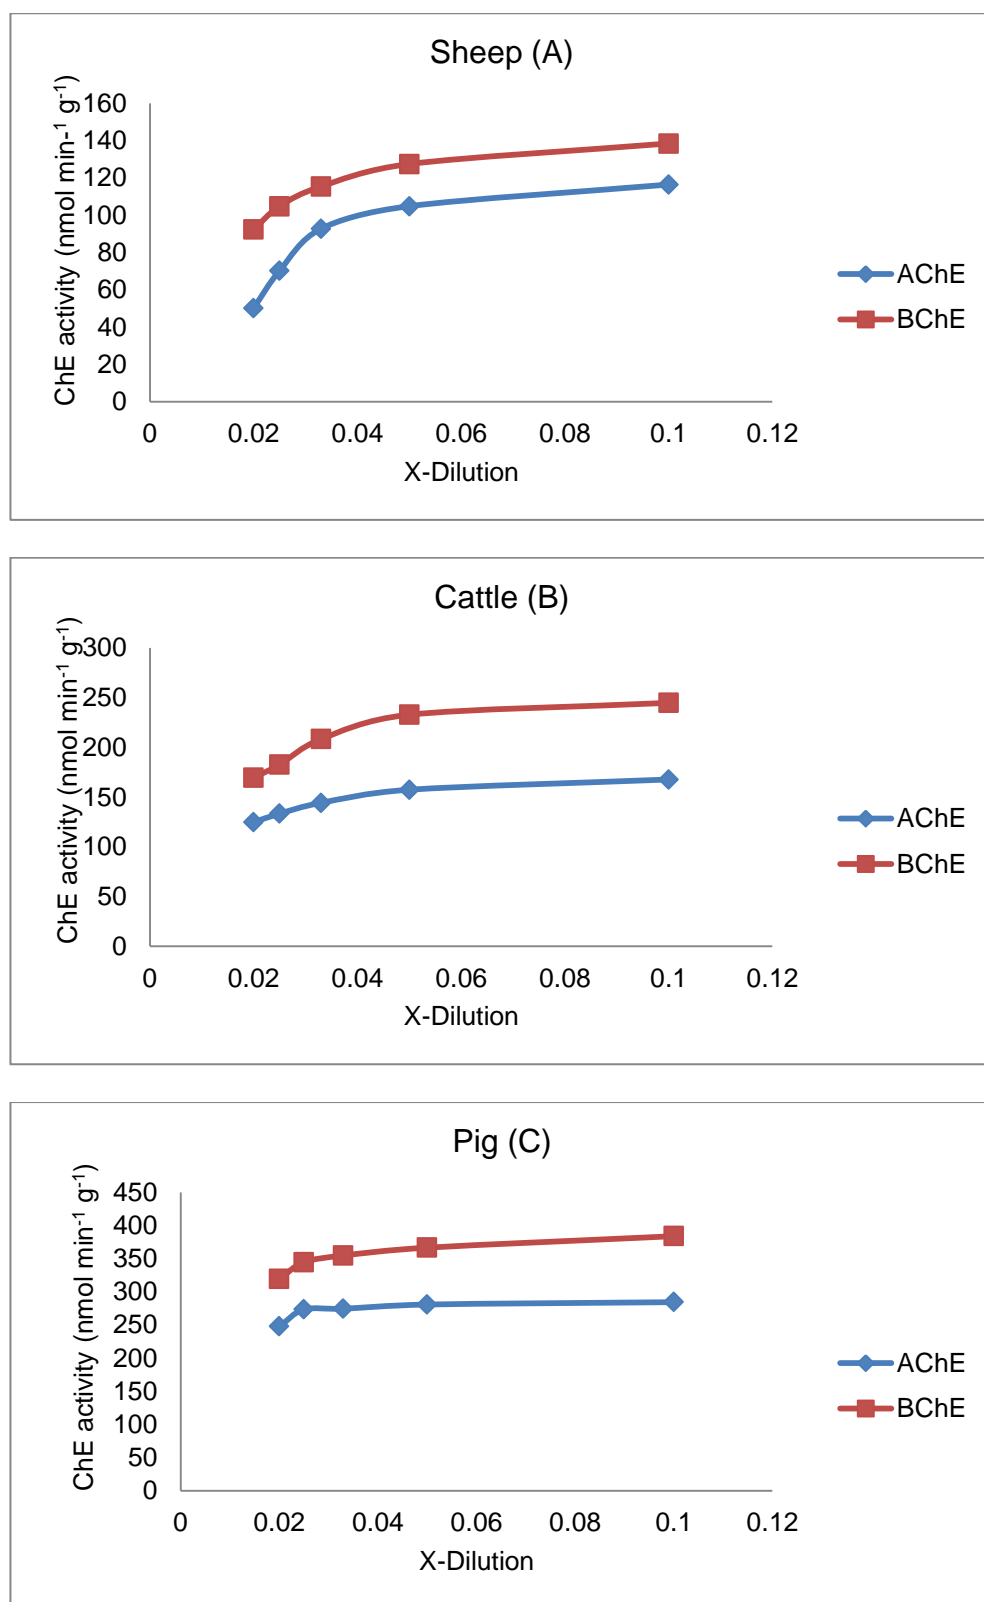 Sheep (A)
ChE activity (nmol min-¹ g⁻¹)
160
140
120
100
80
60
40
20
0
0 0.02 0.04 0.06 0.08 0.1 0.12
X-Dilution
AChE
BChE
Cattle (B)
ChE activity (nmol min⁻¹ g⁻¹)
300
250
200
150
100
50
0
0 0.02 0.04 0.06 0.08 0.1 0.12
X-Dilution
AChE
BChE
Pig (C)
ChE activity (nmol min⁻¹ g⁻¹)
450
400
350
300
250
200
150
100
50
0
0 0.02 0.04 0.06 0.08 0.1 0.12
X-Dilution
AChE
BChE